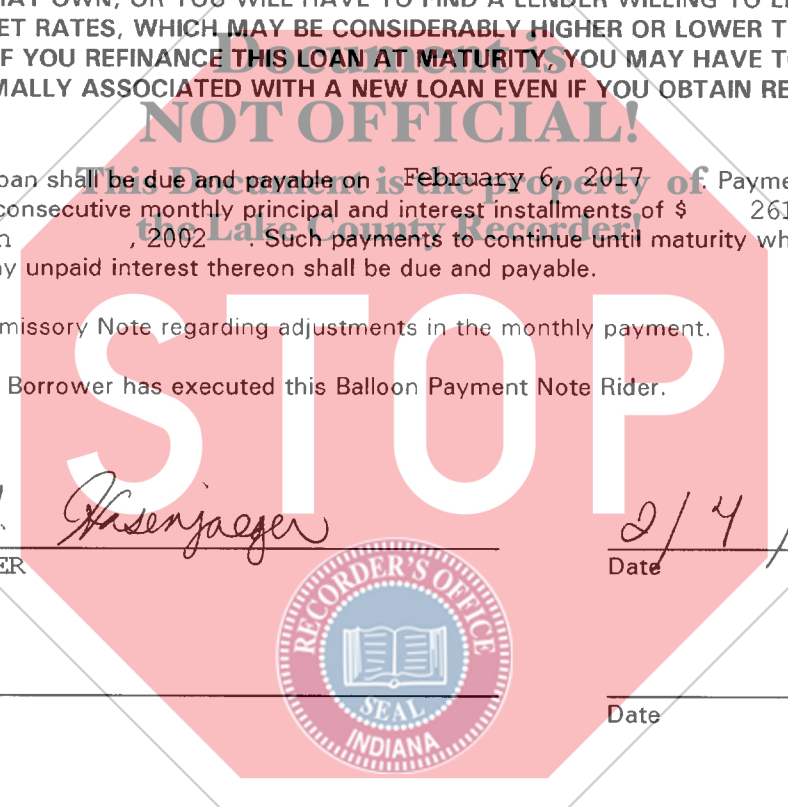 MAY OWN, OR YOU WILL HAVE TO FIND A LENDER WILLING TO
ET RATES, WHICH MAY BE CONSIDERABLY HIGHER OR LOWER T
F YOU REFINANCE THIS LOAN AT MATURITY, YOU MAY HAVE TO
MALLY ASSOCIATED WITH A NEW LOAN EVEN IF YOU OBTAIN RE
Document is
NOT OFFICIAL!
This Document is the property of
the Lake County Recorder!
oan shall be due and payable on February 6, 2017 . Payme
consecutive monthly principal and interest installments of $ 261
n , 2002 . Such payments to continue until maturity wh
y unpaid interest thereon shall be due and payable.
missory Note regarding adjustments in the monthly payment.
Borrower has executed this Balloon Payment Note Rider.
STOP
Hasenjaeger
2/4/
ER
Date
RECORDER'S OFFICE
SEAL
INDIANA
Date